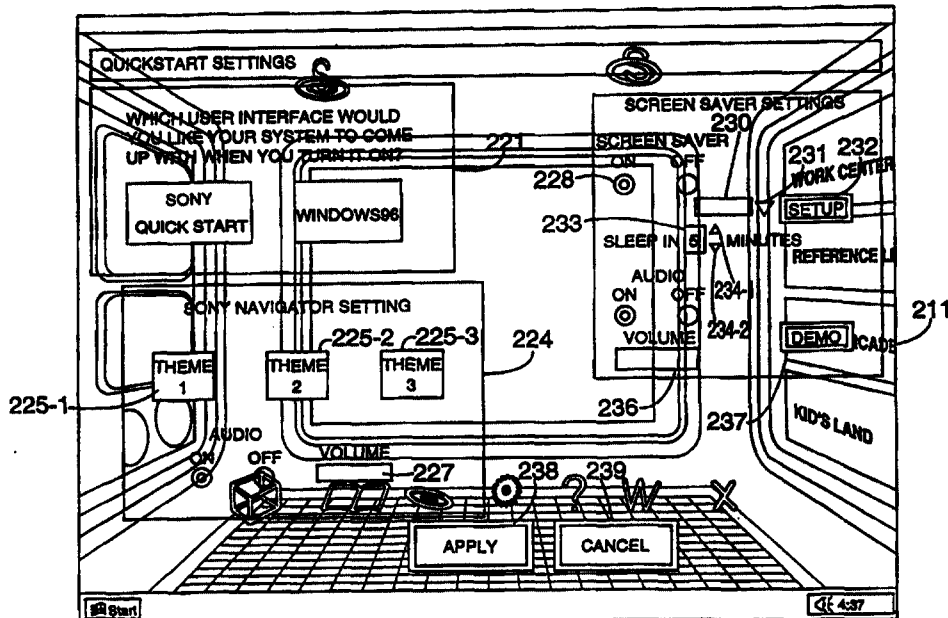 QUICKSTART SETTINGS
WHICH USER INTERFACE WOULD
YOU LIKE YOUR SYSTEM TO COME
UP WITH WHEN YOU TURN IT ON?
221
SONY
QUICK START
WINDOWS96
SCREEN SAVER SETTINGS
230
SCREEN SAVER
ON OFF
228
231 232
WORK CENTER
SETUP
233
SLEEP IN 5 MINUTES
REFERENCE LI
234-1
234-2
AUDIO
ON OFF
VOLUME
236
DEMO
211
CADE
237
KID'S LAND
SONY NAVIGATOR SETTING
224
225-1
THEME
1
225-2
THEME
2
225-3
THEME
3
AUDIO
ON OFF
VOLUME
227
238
239
? W X
APPLY
CANCEL
Start
4:37